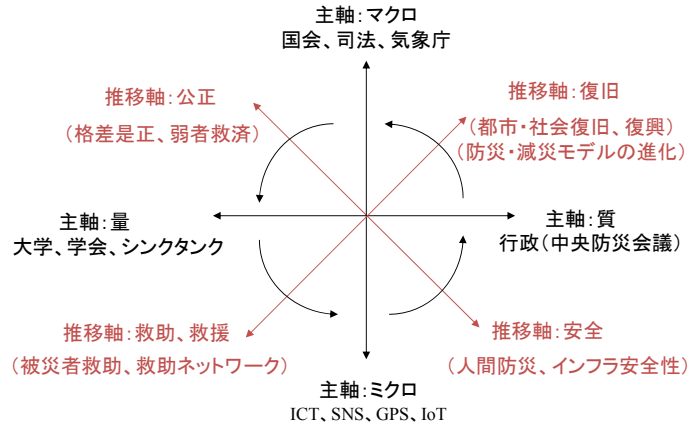 主軸：マクロ
国会、司法、気象庁
推移軸：公正
（格差是正、弱者救済）
推移軸：復旧
（都市・社会復旧、復興）
（防災・減災モデルの進化）
主軸：量
大学、学会、シンクタンク
主軸：質
行政（中央防災会議）
推移軸：救助、救援
（被災者救助、救助ネットワーク）
推移軸：安全
（人間防災、インフラ安全性）
主軸：ミクロ
ICT、SNS、GPS、IoT